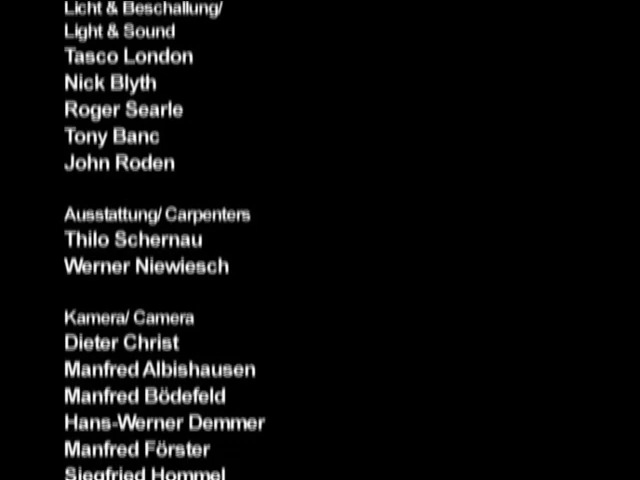 Licht & Beschallung/
Light & Sound
Tasco London
Nick Blyth
Roger Searle
Tony Banc
John Roden
Ausstattung/ Carpenters
Thilo Schernau
Werner Niewiesch
Kamera/ Camera
Dieter Christ
Manfred Albishausen
Manfred Bödefeld
Hans-Werner Demmer
Manfred Förster
Siegfried Hommel